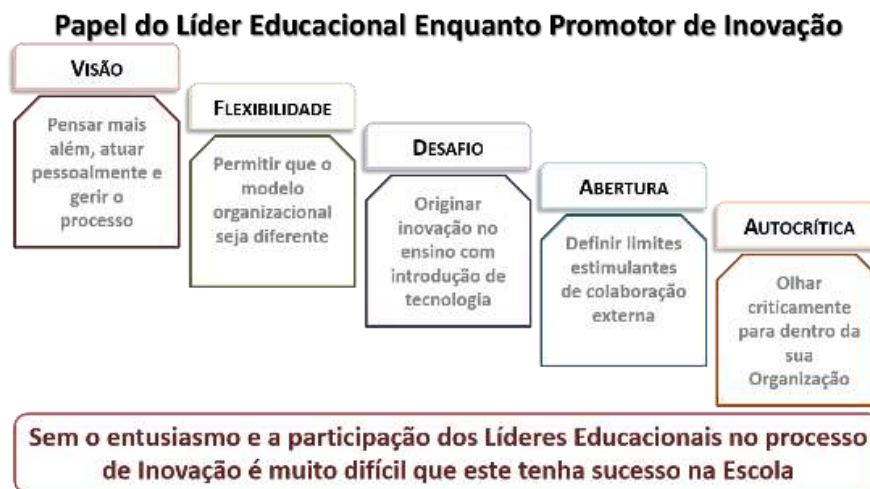 Papel do Líder Educacional Enquanto Promotor de Inovação
VISÃO
Pensar mais
além, atuar
pessoalmente e
gerir o
processo
FLEXIBILIDADE
Permitir que o
modelo
organizacional
seja diferente
DESAFIO
Originar
inovação no
ensino com
introdução de
tecnologia
ABERTURA
Definir limites
estimulantes
de colaboração
externa
AUTOCRÍTICA
Olhar
criticamente
para dentro da
sua
Organização
Sem o entusiasmo e a participação dos Líderes Educacionais no processo
de Inovação é muito difícil que este tenha sucesso na Escola